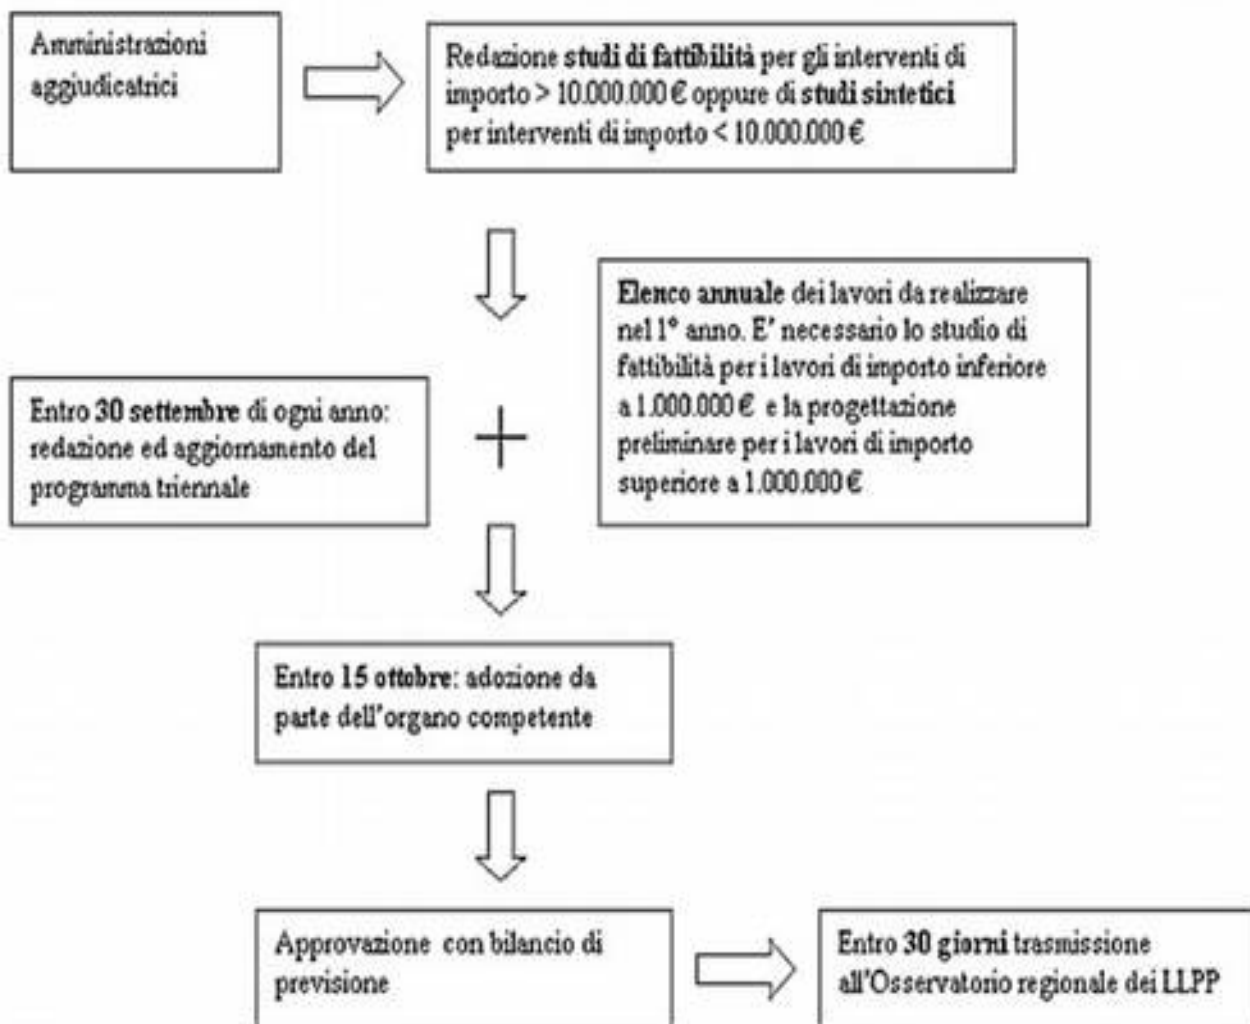 Amministrazioni
aggiudicatrici
Redazione studi di fattibilità per gli interventi di
importo > 10.000.000 € oppure di studi sintetici
per interventi di importo < 10.000.000 €
Entro 30 settembre di ogni anno:
redazione ed aggiornamento del
programma triennale
+
Elenco annuale dei lavori da realizzare
nel 1° anno. E' necessario lo studio di
fattibilità per i lavori di importo inferiore
a 1.000.000 € e la progettazione
preliminare per i lavori di importo
superiore a 1.000.000 €
Entro 15 ottobre: adozione da
parte dell'organo competente
Approvazione con bilancio di
previsione
Entro 30 giorni trasmissione
all'Osservatorio regionale dei LLPP